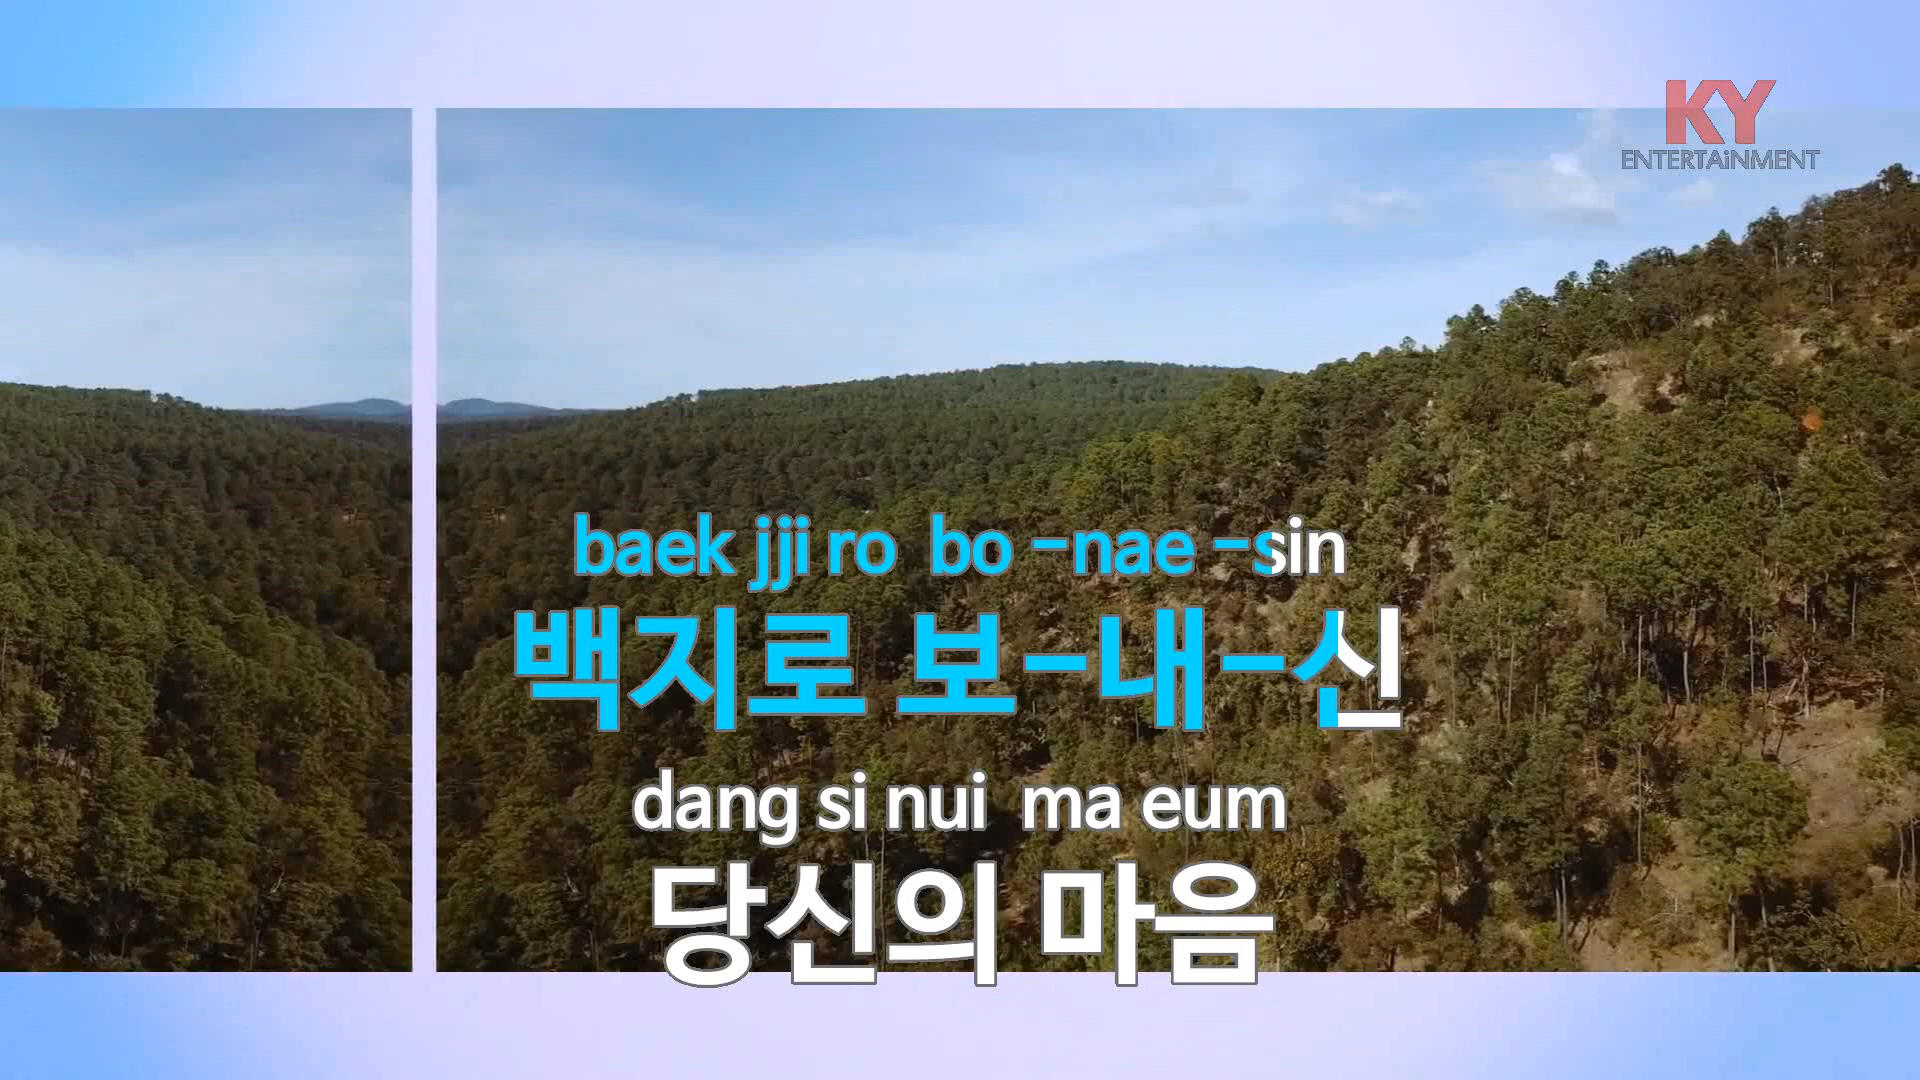 KY
ENTERTAiNMENT
baek jji ro bo -nae -sin
백지로 보-내-신
dang si nui ma eum
당신의 마음